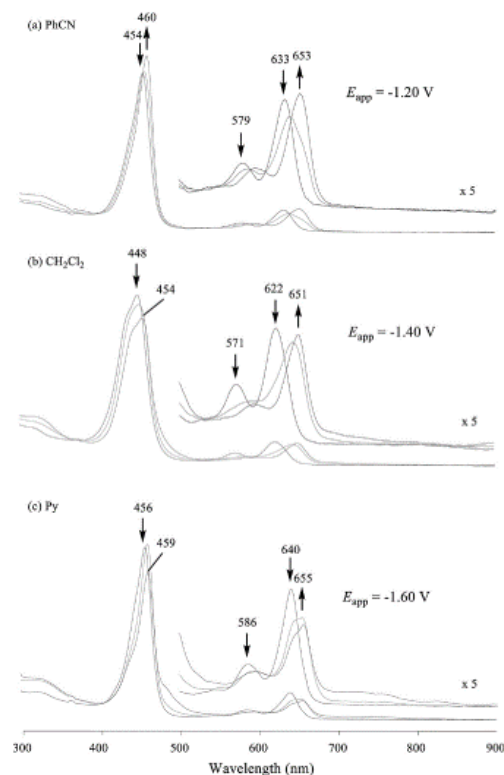 (a) PhCN
454
460
579
633
653
Eapp = -1.20 V
x 5
(b) CH2Cl2
448
454
571
622
651
Eapp = -1.40 V
x 5
(c) Py
456
459
586
640
655
Eapp = -1.60 V
x 5
300 400 500 600 700 800 900
Wavelength (nm)